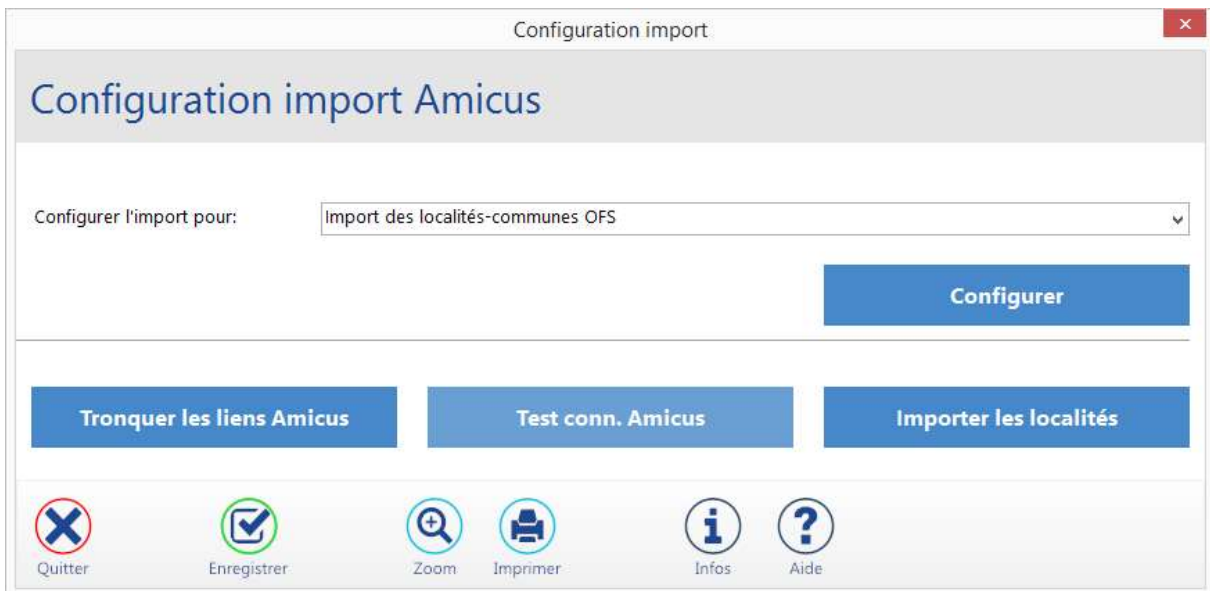 Configuration import
Configuration import Amicus
Configurer l'import pour:
Import des localités-communes OFS
Configurer
Tronquer les liens Amicus
Test conn. Amicus
Importer les localités
Quitter
Enregistrer
Zoom
Imprimer
Infos
Aide